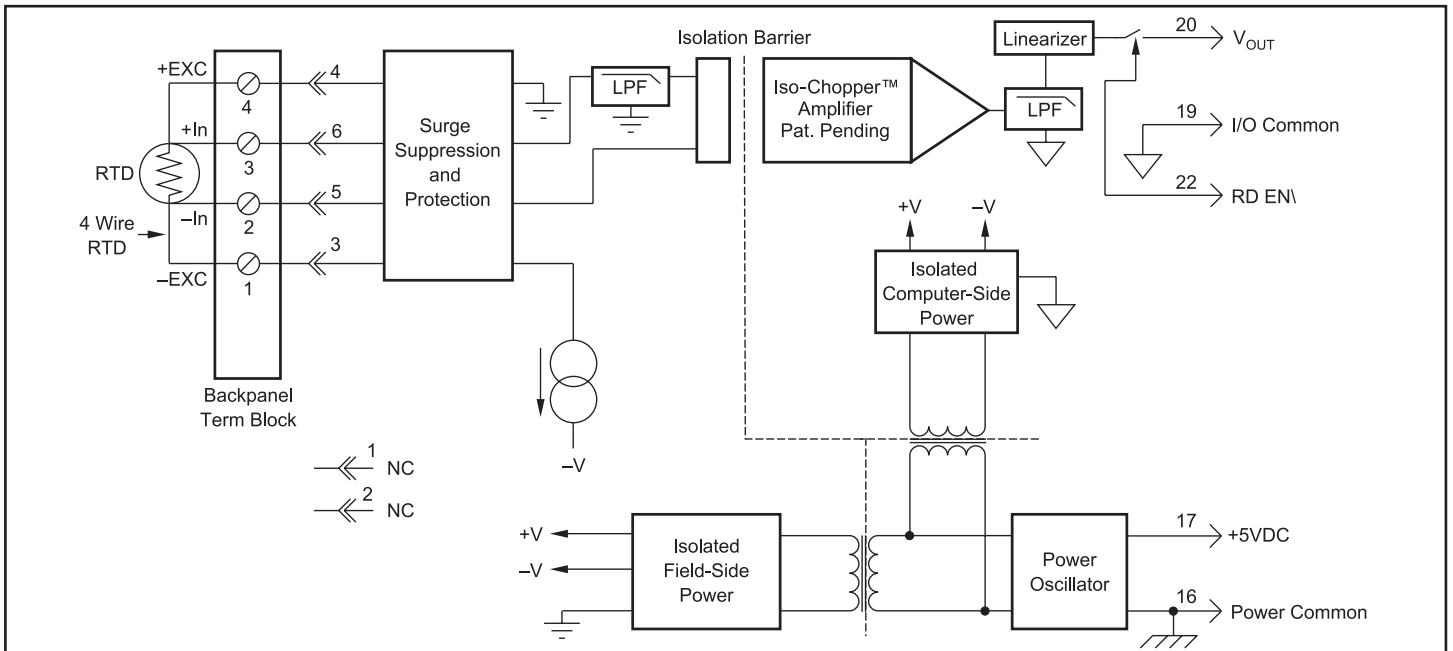 Isolation Barrier
+EXC
4
4
+In
6
3
RTD
5
–In
2
4 Wire
RTD
3
–EXC
1
Backpanel
Term Block
Surge
Suppression
and
Protection
LPF
Iso-Chopper™
Amplifier
Pat. Pending
Linearizer
LPF
20
VOUT
19
I/O Common
22
RD EN\
+V
–V
Isolated
Computer-Side
Power
–V
1
NC
2
NC
+V
–V
Isolated
Field-Side
Power
Power
Oscillator
17
+5VDC
16
Power Common